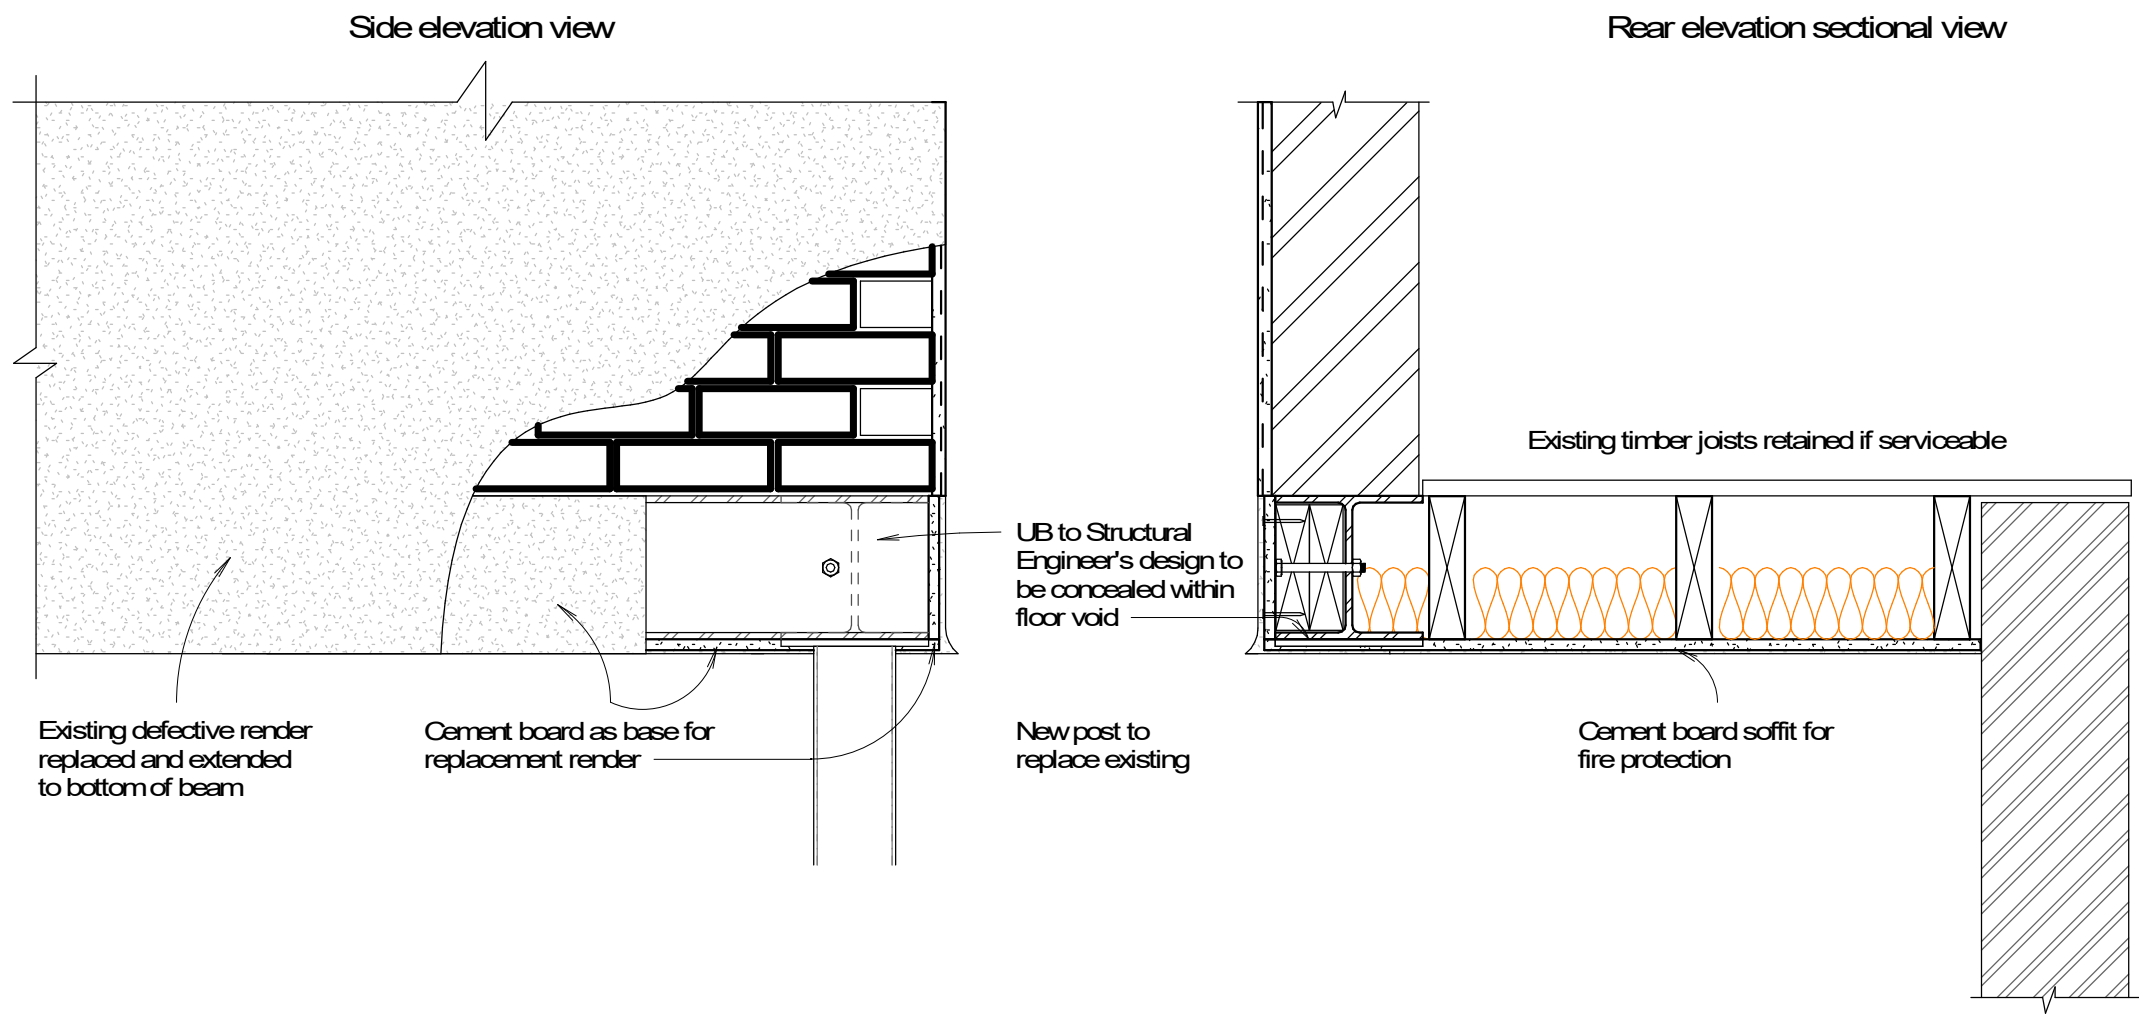 Side elevation view
Rear elevation sectional view
Existing timber joists retained if serviceable
UB to Structural
Engineer's design to
be concealed within
floor void
Existing defective render
replaced and extended
to bottom of beam
Cement board as base for
replacement render
New post to
replace existing
Cement board soffit for
fire protection